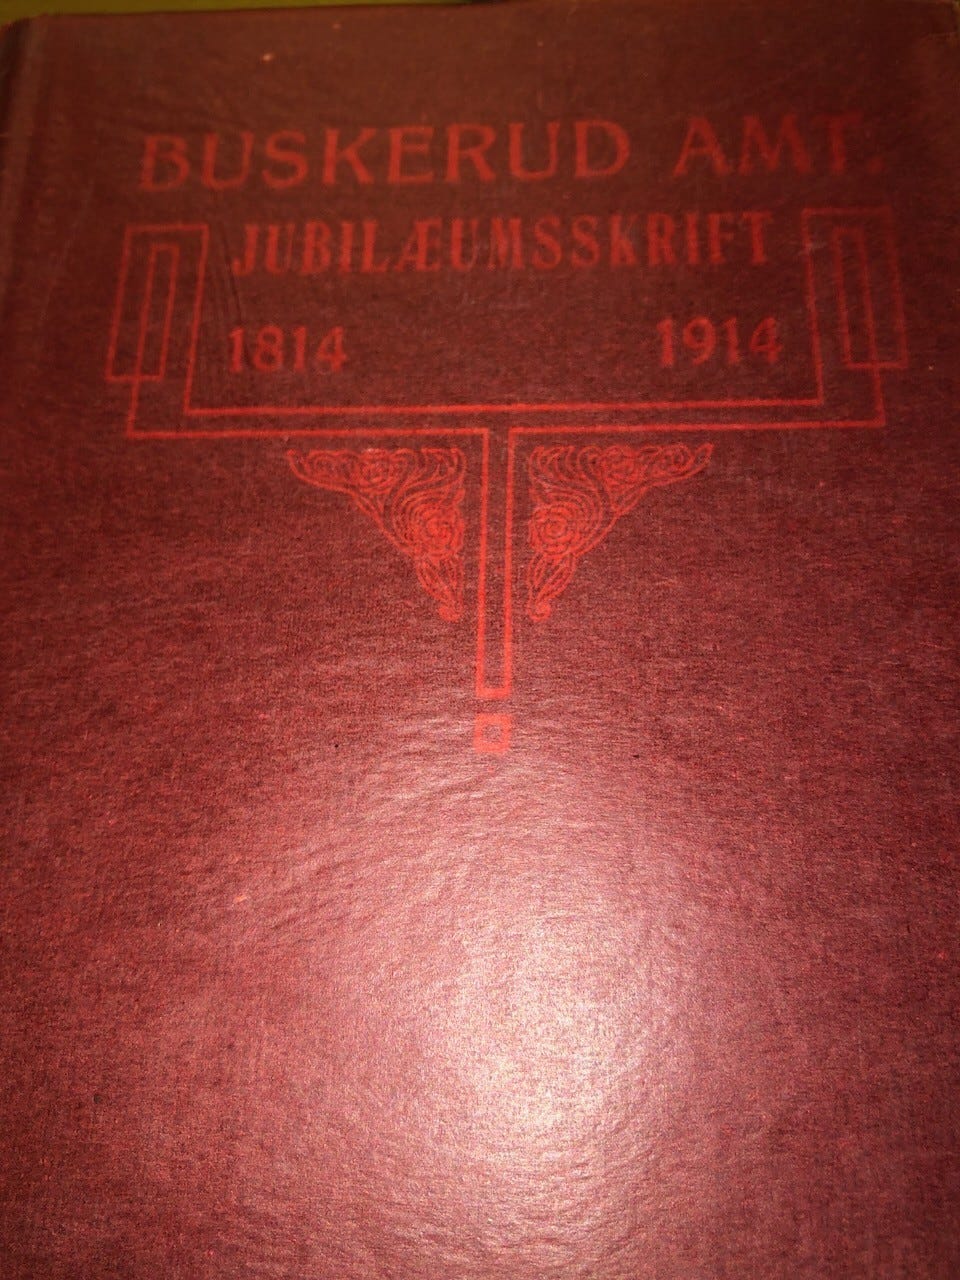 BUSKERUD AMT.
JUBILÆUMSSKRIFT
1814 1914